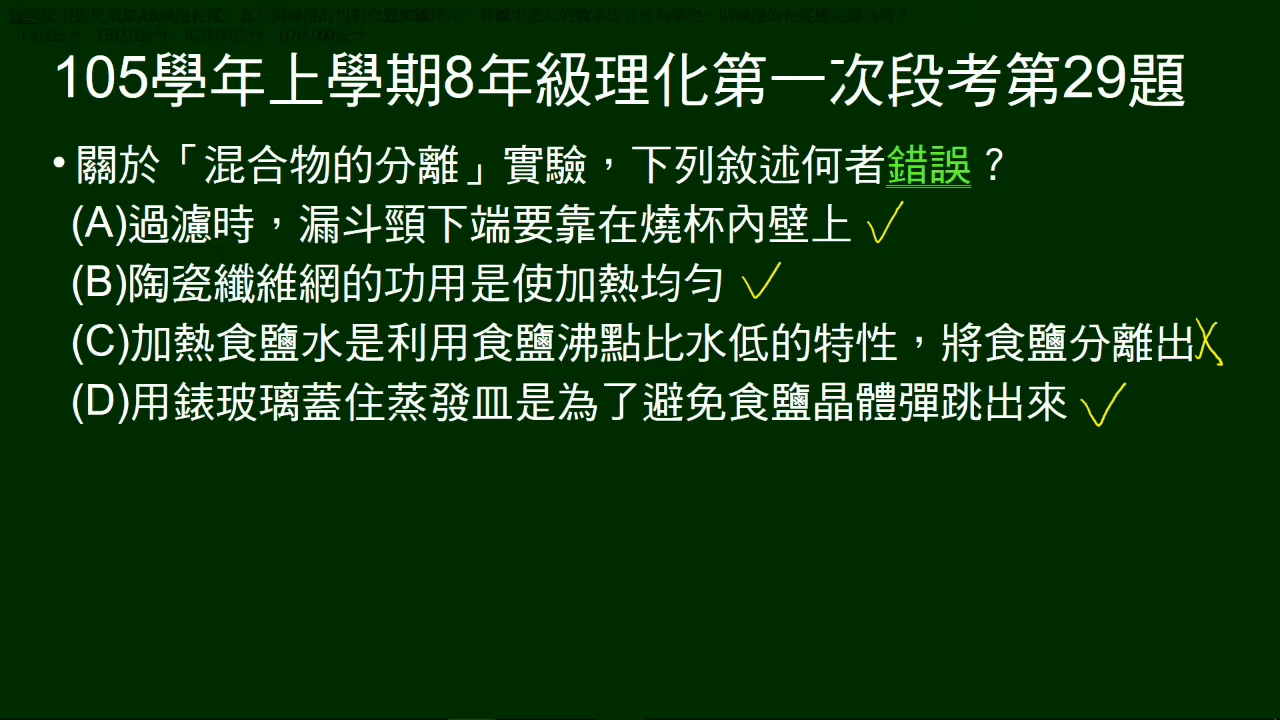 105學年上學期8年級理化第一次段考第29題
•關於「混合物的分離」實驗，下列敘述何者錯誤？
(A)過濾時，漏斗頸下端要靠在燒杯內壁上
(B)陶瓷纖維網的功用是使加熱均勻
(C)加熱食鹽水是利用食鹽沸點比水低的特性，將食鹽分離出
(D)用錶玻璃蓋住蒸發皿是為了避免食鹽晶體彈跳出來